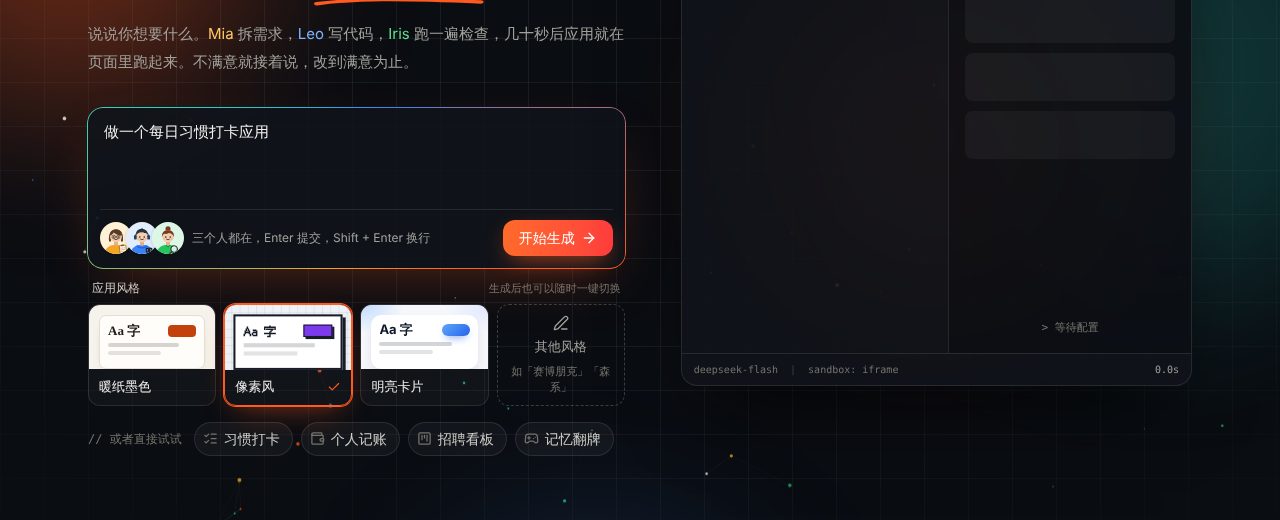 说说你想要什么。Mia 拆需求，Leo 写代码，Iris 跑一遍检查，几十秒后应用就在
页面里跑起来。不满意就接着说，改到满意为止。
做一个每日习惯打卡应用
三个人都在，Enter 提交，Shift + Enter 换行
开始生成
应用风格
生成后也可以随时一键切换
Aa 字
暖纸墨色
Aa 字
像素风
Aa 字
明亮卡片
其他风格
如「赛博朋克」「森
系」
// 或者直接试试
习惯打卡
个人记账
招聘看板
记忆翻牌
> 等待配置
deepseek-flash | sandbox: iframe
0.0s